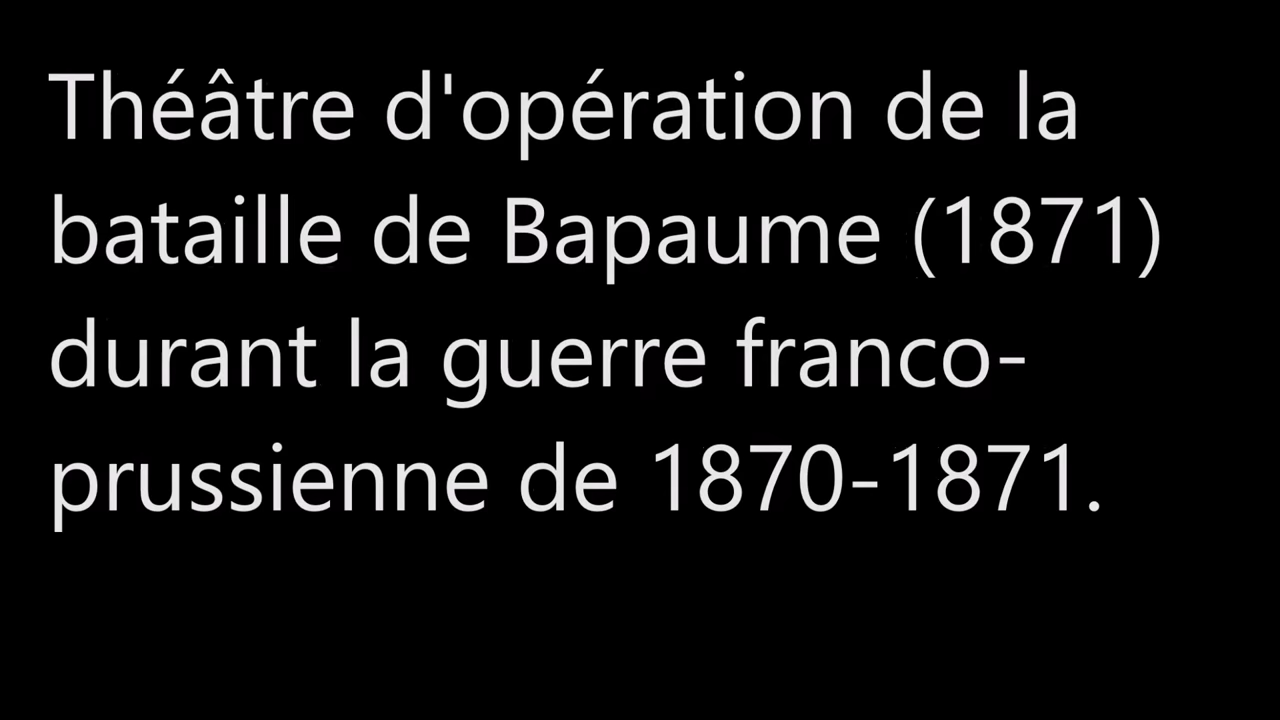 Théâtre d'opération de la
bataille de Bapaume (1871)
durant la guerre franco-
prussienne de 1870-1871.